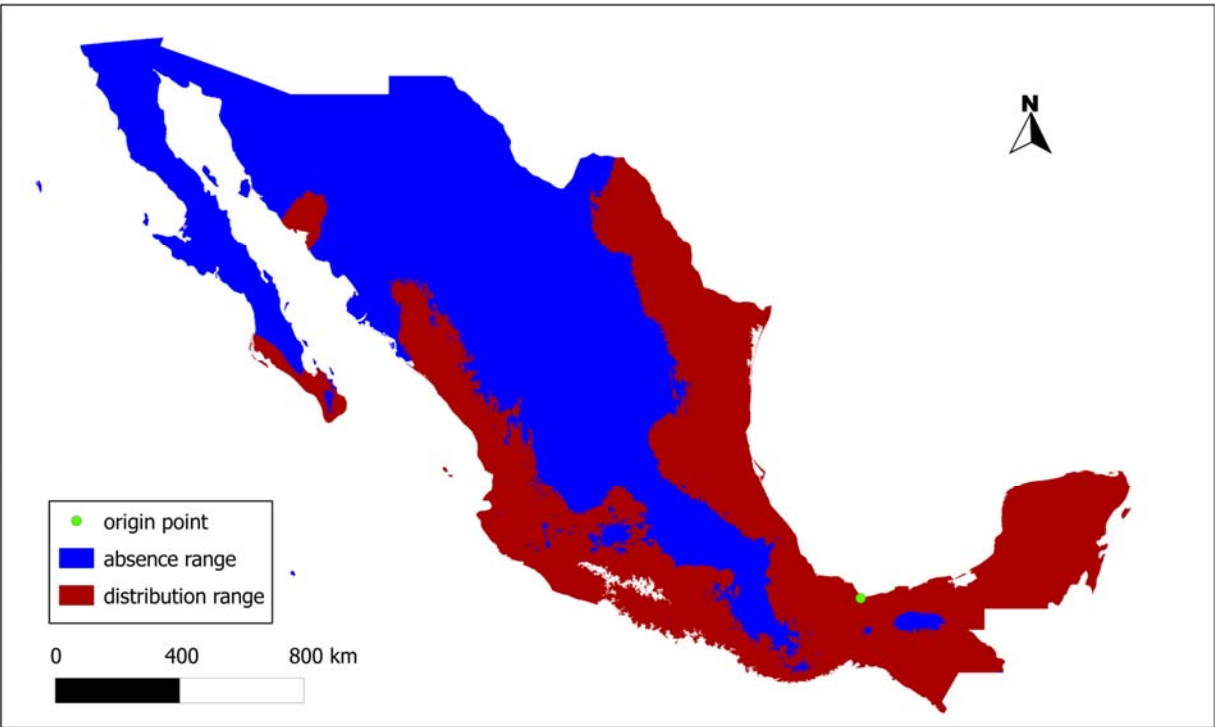 N
origin point
absence range
distribution range
0 400 800 km